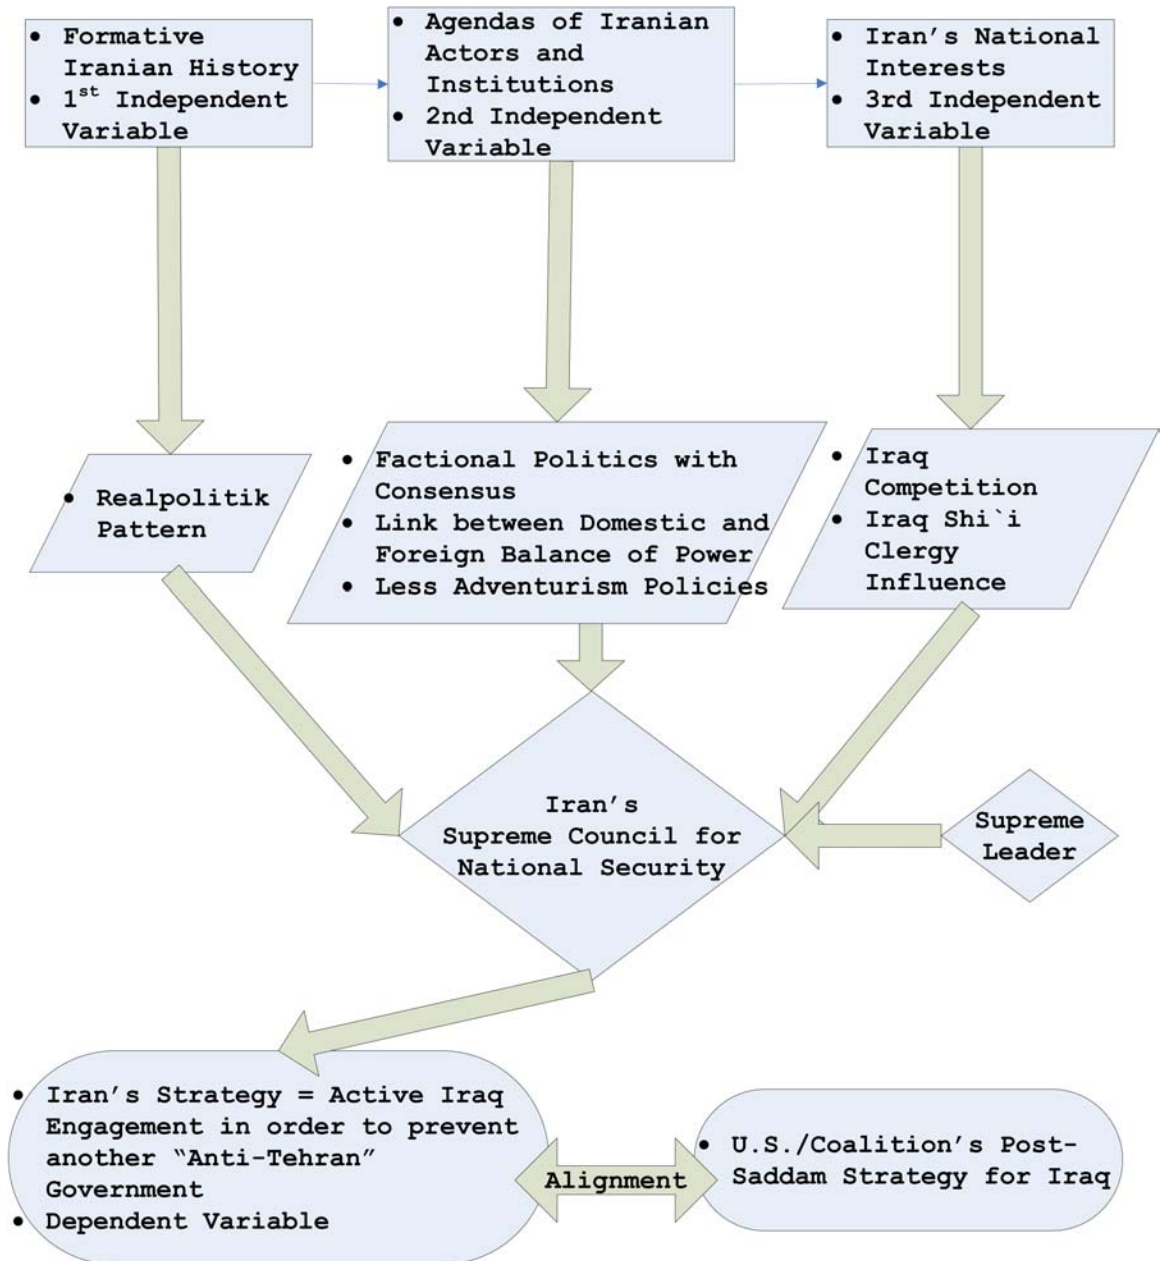 • Formative
Iranian History
• 1st Independent
Variable
• Agendas of Iranian
Actors and
Institutions
• 2nd Independent
Variable
• Iran’s National
Interests
• 3rd Independent
Variable
• Realpolitik
Pattern
• Factional Politics with
Consensus
• Link between Domestic and
Foreign Balance of Power
• Less Adventurism Policies
• Iraq
Competition
• Iraq Shi`i
Clergy
Influence
Iran’s
Supreme Council for
National Security
Supreme
Leader
• Iran’s Strategy = Active Iraq
Engagement in order to prevent
another “Anti-Tehran”
Government
• Dependent Variable
Alignment
• U.S./Coalition’s Post-
Saddam Strategy for Iraq